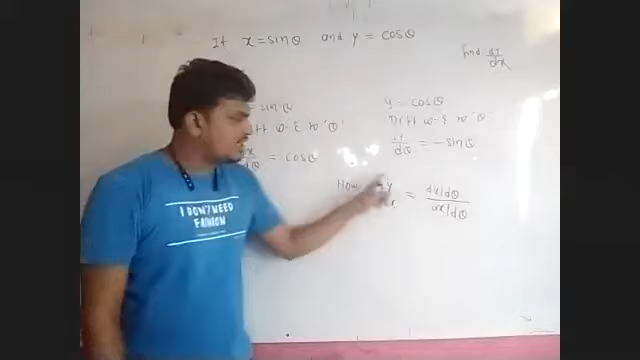 If x = sinθ and y = cosθ
find dy/dx
= sinθ
Diff w-ε to 'θ'
dx/dθ = cosθ
y = cosθ
Diff w-ε to 'θ'
dy/dθ = -sinθ
Now dy/dx = dy/dθ / dx/dθ
I DON'T NEED
FASHION